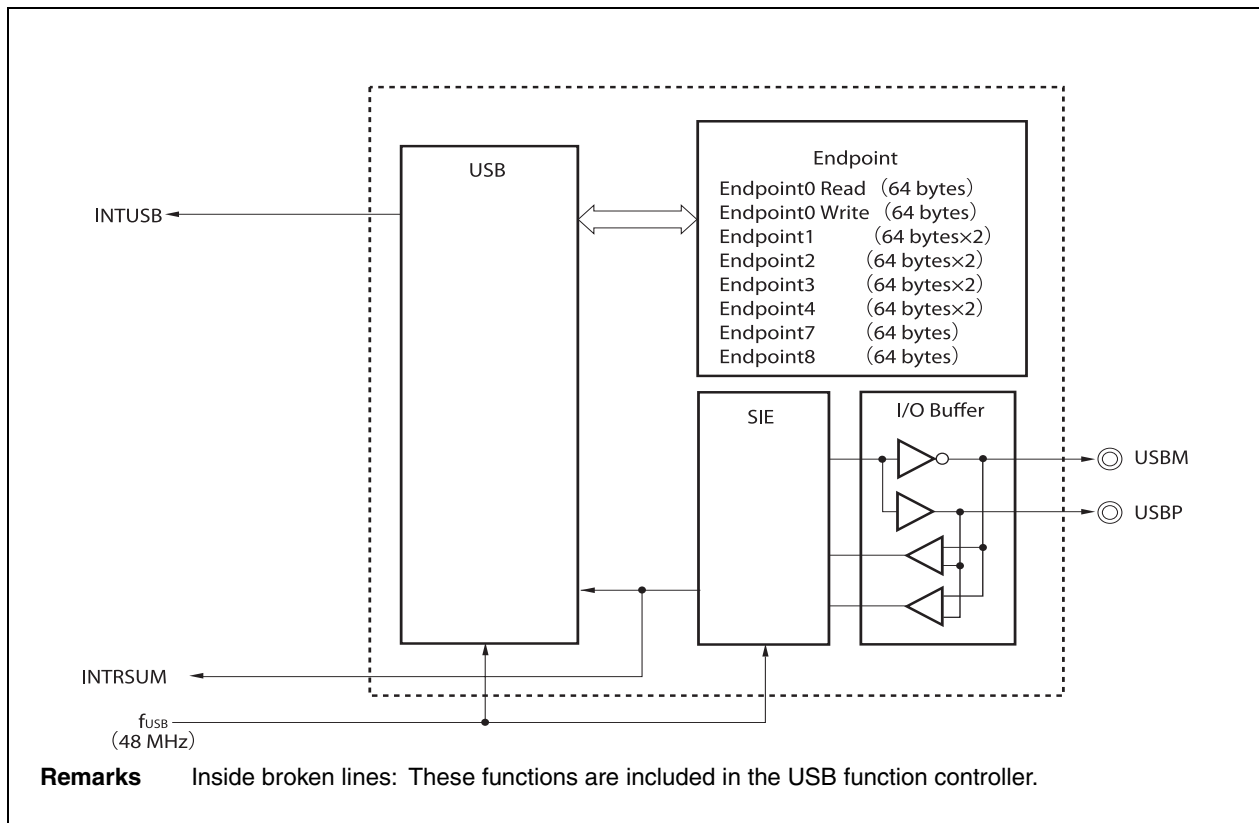 USB
INTUSB
Endpoint
Endpoint0 Read (64 bytes)
Endpoint0 Write (64 bytes)
Endpoint1 (64 bytes×2)
Endpoint2 (64 bytes×2)
Endpoint3 (64 bytes×2)
Endpoint4 (64 bytes×2)
Endpoint7 (64 bytes)
Endpoint8 (64 bytes)
SIE
I/O Buffer
USBM
USBP
INTRSUM
fUSB
(48 MHz)
Remarks Inside broken lines: These functions are included in the USB function controller.